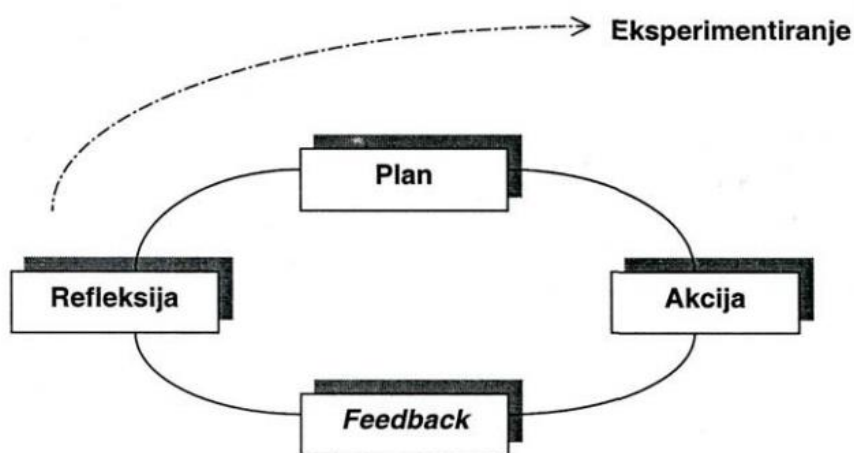 Eksperimentiranje
Plan
Refleksija
Akcija
Feedback